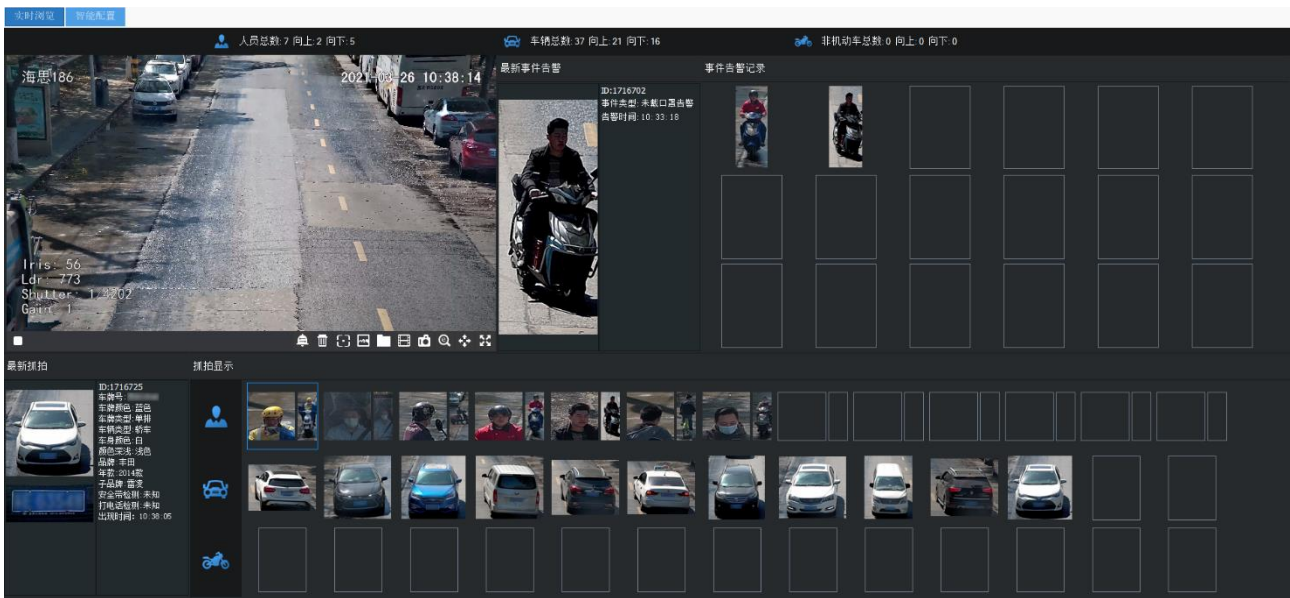 实时浏览 智能配置
人员总数:7 向上:2 向下:5 车辆总数:37 向上:21 向下:16 非机动车总数:0 向上:0 向下:0
海思186
2021-03-26 10:38:14
Iris: 56
Ldr: 773
Gain: 1
最新事件告警 事件告警记录
ID:1716702
事件类型:未戴口罩告警
告警时间:10:33:18
最新抓拍 抓拍显示
ID:1716725
车牌号:
车牌颜色:蓝色
车牌类型:单排
车辆类型:轿车
车身颜色:白
颜色深浅:浅色
品牌:丰田
年款:2014款
子品牌:雷凌
安全带检测:未知
打电话检测:未知
出现时间:10:38:05